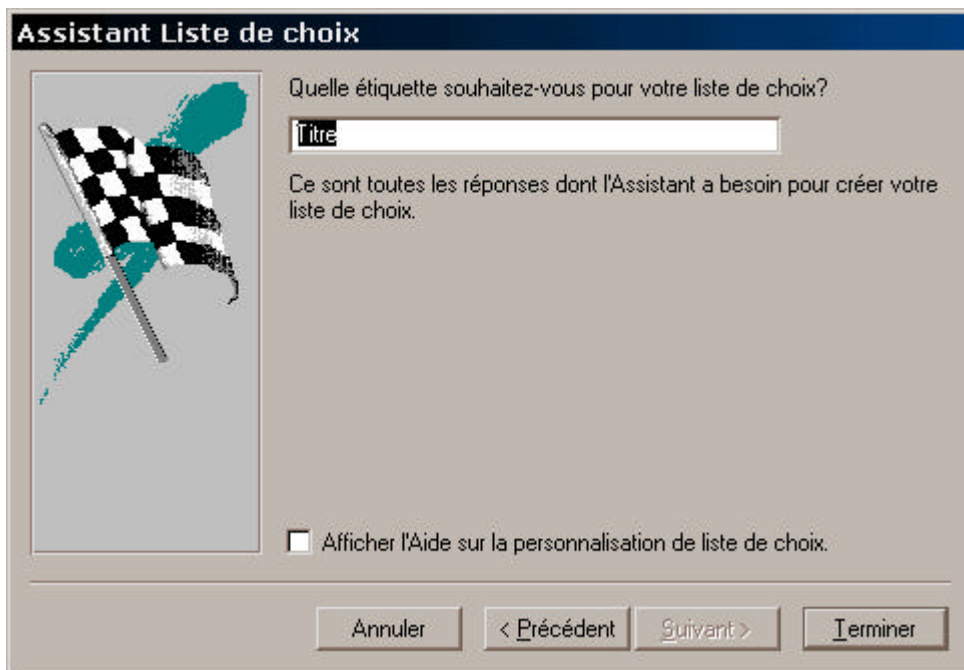 Assistant Liste de choix
Quelle étiquette souhaitez-vous pour votre liste de choix?
Titre
Ce sont toutes les réponses dont l'Assistant a besoin pour créer votre
liste de choix.
Afficher l'Aide sur la personnalisation de liste de choix.
Annuler < Précédent Suivant > Terminer